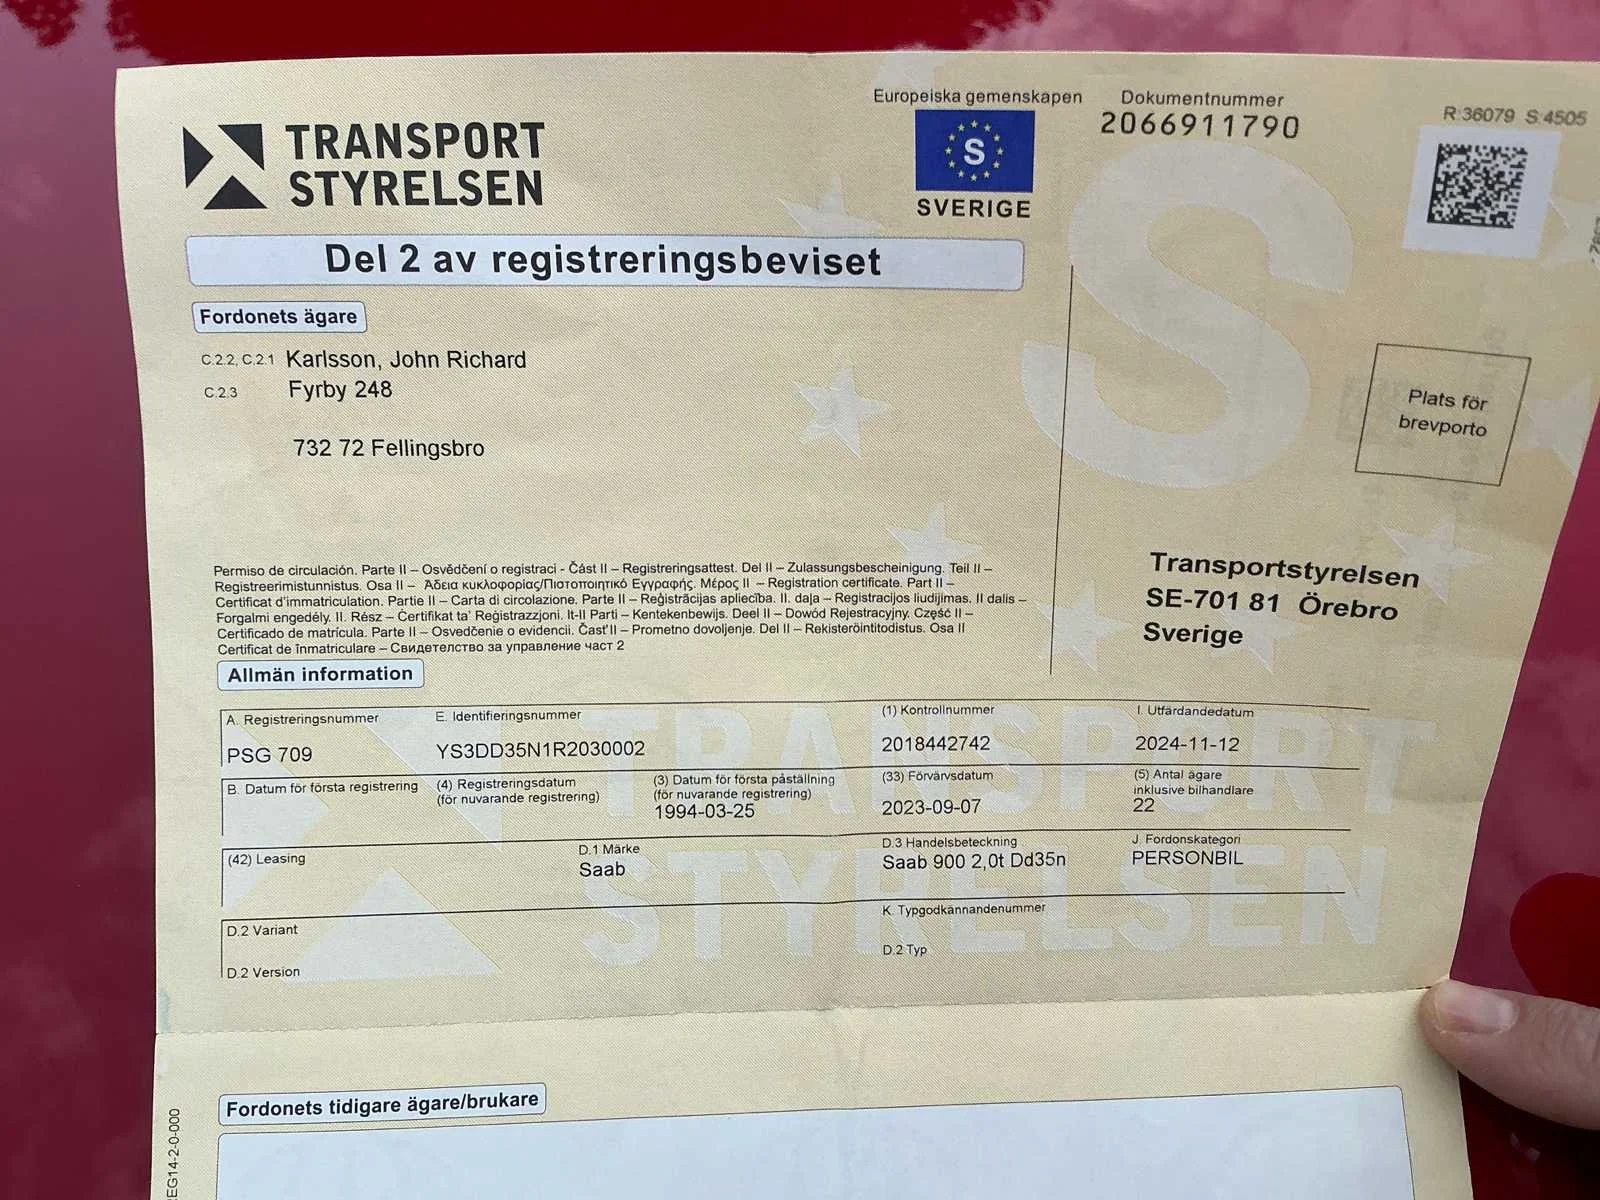 Europeiska gemenskapen
Dokumentnummer
2066911790
R:36079 S:4505
TRANSPORT
STYRELSEN
S
SVERIGE
Del 2 av registreringsbeviset
Fordonets ägare
C.2.2, C.2.1 Karlsson, John Richard
C.2.3 Fyrby 248
732 72 Fellingsbro
Plats för
brevporto
Transportstyrelsen
SE-701 81 Örebro
Sverige
Permiso de circulación. Parte II – Osvědčení o registraci - Část II – Registreringsattest. Del II – Zulassungsbescheinigung. Teil II –
Registreerimistunnistus. Osa II – Άδεια κυκλοφορίας/Πιστοποιητικό Εγγραφής. Μέρος II – Registration certificate. Part II –
Certificat d'immatriculation. Partie II – Carta di circolazione. Parte II – Reģistrācijas apliecība. II. daļa – Registracijos liudijimas. II dalis –
Forgalmi engedély. II. Rész – Ċertifikat ta' Reġistrazzjoni. It-II Parti – Kentekenbewijs. Deel II – Dowód Rejestracyjny. Część II –
Certificado de matrícula. Parte II – Osvedčenie o evidencii. Časť II – Prometno dovoljenje. Del II – Rekisteröintitodistus. Osa II
Certificat de înmatriculare – Свидетелство за управление част 2
Allmän information
A. Registreringsnummer
E. Identifieringsnummer
(1) Kontrollnummer
I. Utfärdandedatum
PSG 709
YS3DD35N1R2030002
2018442742
2024-11-12
B. Datum för första registrering
(4) Registreringsdatum
(för nuvarande registrering)
(3) Datum för första påställning
(för nuvarande registrering)
1994-03-25
(33) Förvärvsdatum
2023-09-07
(5) Antal ägare
inklusive bilhandlare
22
(42) Leasing
D.1 Märke
Saab
D.3 Handelsbeteckning
Saab 900 2,0t Dd35n
J. Fordonskategori
PERSONBIL
D.2 Variant
K. Typgodkännandenummer
D.2 Version
D.2 Typ
TRANSPORT
STYRELSEN
Fordonets tidigare ägare/brukare